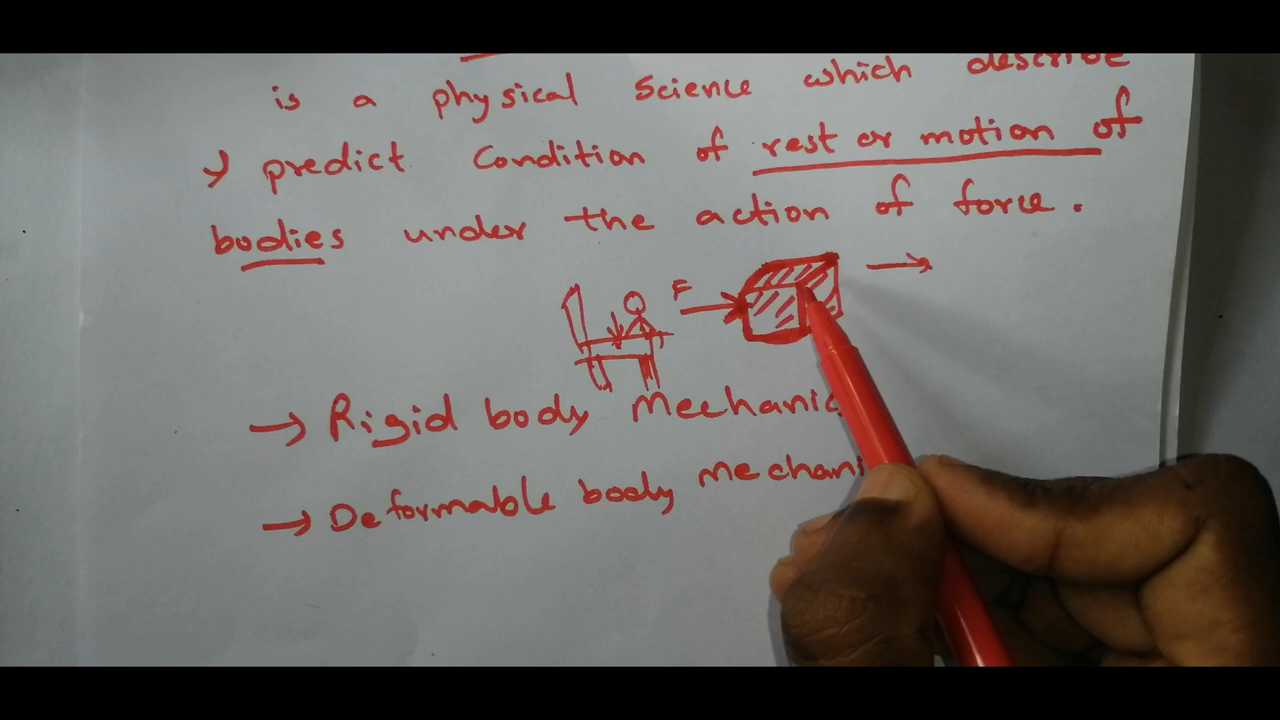 is a physical Science which describe
y predict Condition of rest or motion of
bodies under the action of force.
F
→ Rigid body Mechanic
→ Deformable body Mechani